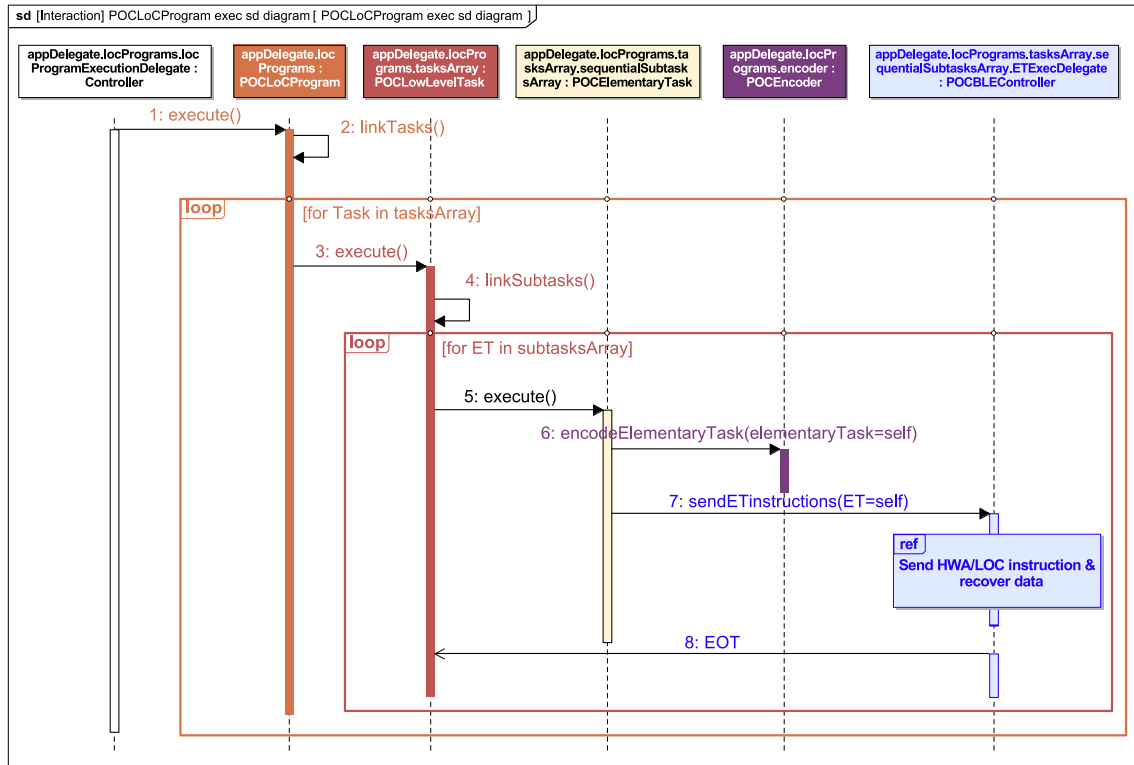 sd [Interaction] POCLoCProgram exec sd diagram [ POCLoCProgram exec sd diagram ]
appDelegate.locPrograms.loc
ProgramExecutionDelegate :
Controller
appDelegate.loc
Programs :
POCLoCProgram
appDelegate.locPro
grams.tasksArray :
POCLowLevelTask
appDelegate.locPrograms.ta
sksArray.sequentialSubtask
sArray : POCElementaryTask
appDelegate.locPr
ograms.encoder :
POCEncoder
appDelegate.locPrograms.tasksArray.se
quentialSubtasksArray.ETExecDelegate
: POCBLEController
1: execute()
2: linkTasks()
loop
[for Task in tasksArray]
3: execute()
4: linkSubtasks()
loop
[for ET in subtasksArray]
5: execute()
6: encodeElementaryTask(elementaryTask=self)
7: sendETinstructions(ET=self)
ref
Send HWA/LOC instruction &
recover data
8: EOT